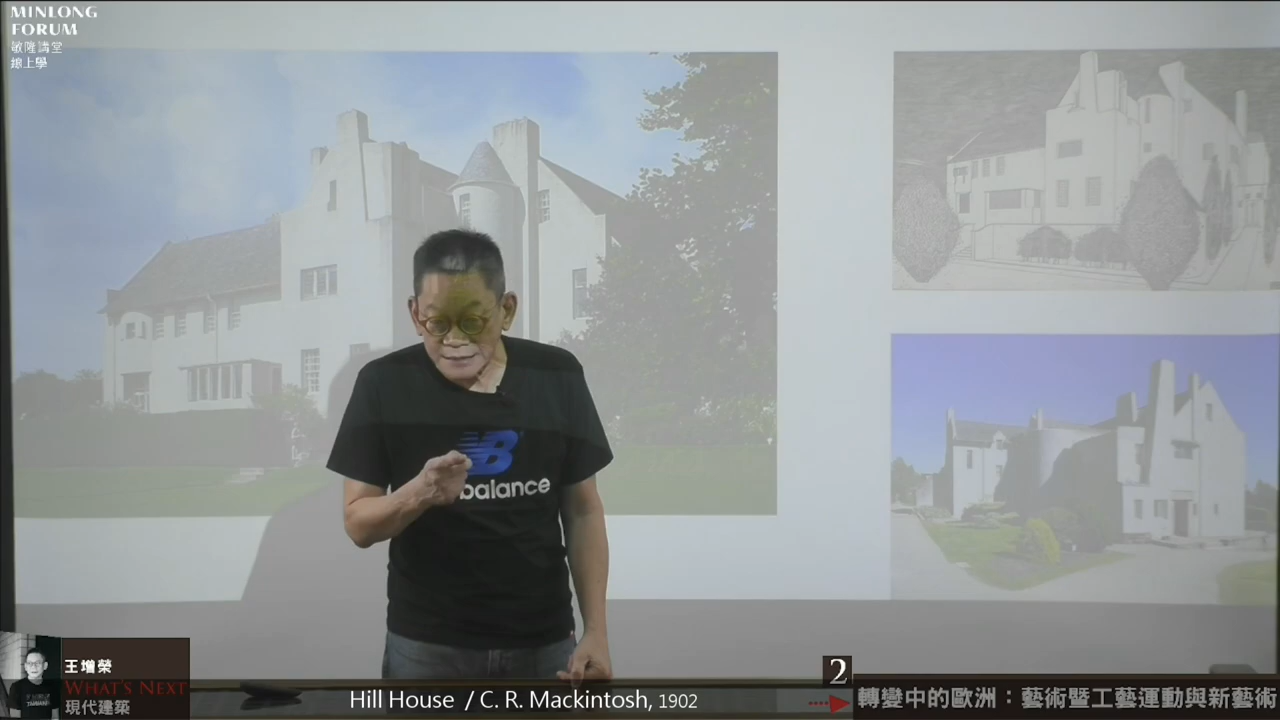 MINLONG
FORUM
敏隆講堂
線上學
balance
王增榮
WHAT'S NEXT
現代建築
Hill House / C. R. Mackintosh, 1902
2
轉變中的歐洲：藝術暨工藝運動與新藝術